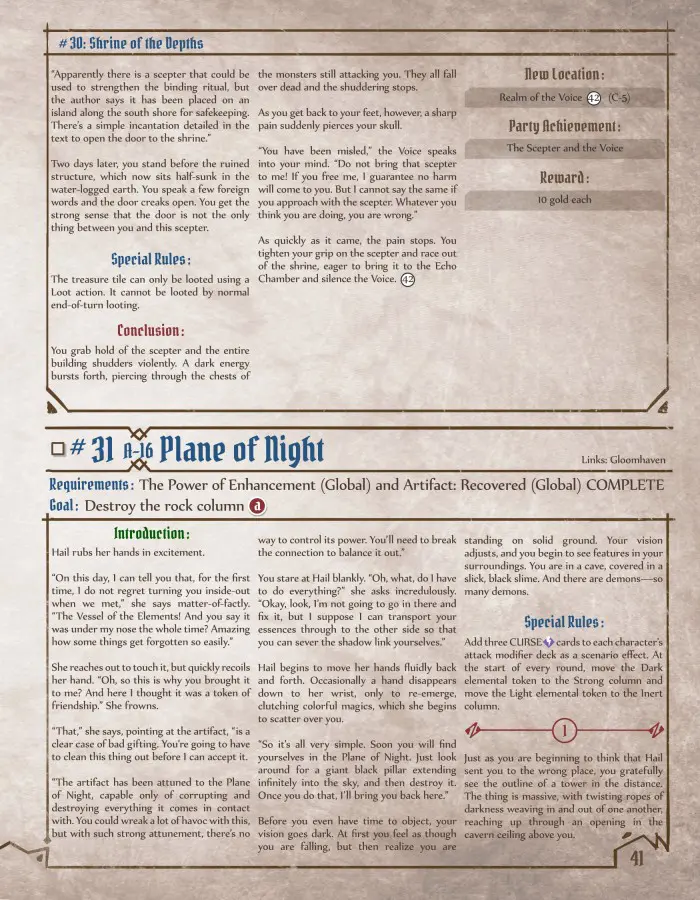 #30: Shrine of the Depths
"Apparently there is a scepter that could be
used to strengthen the binding ritual, but
the author says it has been placed on an
island along the south shore for safekeeping.
There's a simple incantation detailed in the
text to open the door to the shrine."
Two days later, you stand before the ruined
structure, which now sits half-sunk in the
water-logged earth. You speak a few foreign
words and the door creaks open. You get the
strong sense that the door is not the only
thing between you and this scepter.
Special Rules:
The treasure tile can only be looted using a
Loot action. It cannot be looted by normal
end-of-turn looting.
Conclusion:
You grab hold of the scepter and the entire
building shudders violently. A dark energy
bursts forth, piercing through the chests of
the monsters still attacking you. They all fall
over dead and the shuddering stops.
As you get back to your feet, however, a sharp
pain suddenly pierces your skull.
"You have been misled," the Voice speaks
into your mind. "Do not bring that scepter
to me! If you free me, I guarantee no harm
will come to you. But I cannot say the same if
you approach with the scepter. Whatever you
think you are doing, you are wrong."
As quickly as it came, the pain stops. You
tighten your grip on the scepter and race out
of the shrine, eager to bring it to the Echo
Chamber and silence the Voice. 42
New Location:
Realm of the Voice 42 (C-5)
Party Achievement:
The Scepter and the Voice
Reward:
10 gold each
#31 A-16 Plane of Night
Links: Gloomhaven
Requirements: The Power of Enhancement (Global) and Artifact: Recovered (Global) COMPLETE
Goal: Destroy the rock column a
Introduction:
Hail rubs her hands in excitement.
"On this day, I can tell you that, for the first
time, I do not regret turning you inside-out
when we met," she says matter-of-factly.
"The Vessel of the Elements! And you say it
was under my nose the whole time? Amazing
how some things get forgotten so easily."
She reaches out to touch it, but quickly recoils
her hand. "Oh, so this is why you brought it
to me? And here I thought it was a token of
friendship." She frowns.
"That," she says, pointing at the artifact, "is a
clear case of bad gifting. You're going to have
to clean this thing out before I can accept it.
"The artifact has been attuned to the Plane
of Night, capable only of corrupting and
destroying everything it comes in contact
with. You could wreak a lot of havoc with this,
but with such strong attunement, there's no
way to control its power. You'll need to break
the connection to balance it out."
You stare at Hail blankly. "Oh, what, do I have
to do everything?" she asks incredulously.
"Okay, look, I'm not going to go in there and
fix it, but I suppose I can transport your
essences through to the other side so that
you can sever the shadow link yourselves."
Hail begins to move her hands fluidly back
and forth. Occasionally a hand disappears
down to her wrist, only to re-emerge,
clutching colorful magics, which she begins
to scatter over you.
"So it's all very simple. Soon you will find
yourselves in the Plane of Night. Just look
around for a giant black pillar extending
infinitely into the sky, and then destroy it.
Once you do that, I'll bring you back here."
Before you even have time to object, your
vision goes dark. At first you feel as though
you are falling, but then realize you are
standing on solid ground. Your vision
adjusts, and you begin to see features in your
surroundings. You are in a cave, covered in a
slick, black slime. And there are demons—so
many demons.
Special Rules:
Add three CURSE cards to each character's
attack modifier deck as a scenario effect. At
the start of every round, move the Dark
elemental token to the Strong column and
move the Light elemental token to the Inert
column.
1
Just as you are beginning to think that Hail
sent you to the wrong place, you gratefully
see the outline of a tower in the distance.
The thing is massive, with twisting ropes of
darkness weaving in and out of one another,
reaching up through an opening in the
cavern ceiling above you.
41